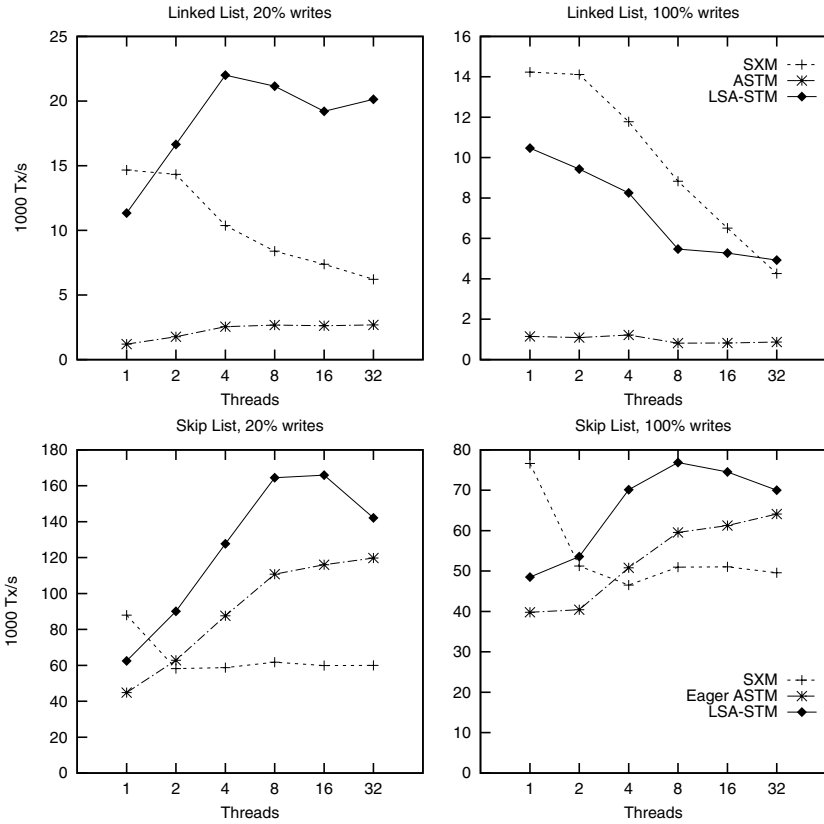 Linked List, 20% writes
25
20
15
10
5
0
1000 Tx/s
1 2 4 8 16 32
Threads
Linked List, 100% writes
16
14
12
10
8
6
4
2
0
SXM
ASTM
LSA-STM
1 2 4 8 16 32
Threads
Skip List, 20% writes
180
160
140
120
100
80
60
40
20
0
1000 Tx/s
1 2 4 8 16 32
Threads
Skip List, 100% writes
80
70
60
50
40
30
20
10
0
SXM
Eager ASTM
LSA-STM
1 2 4 8 16 32
Threads